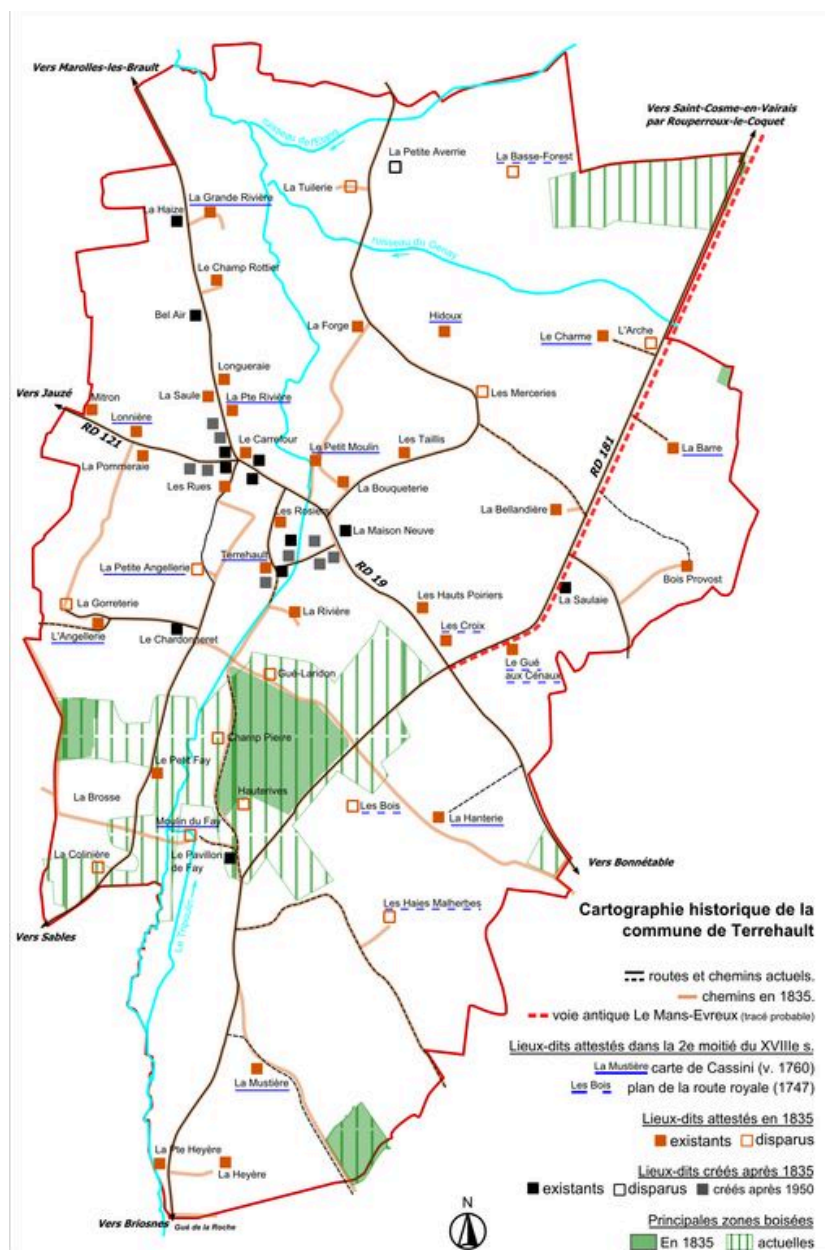 Vers Marolles-les-Brault
Vers Saint-Cosme-en-Vairais
par Rouperroux-le-Coquet
ruisseau de l'Etang
La Petite Averrie
La Basse-Forest
La Tuilerie
La Grande Rivière
La Haize
ruisseau du Genay
Le Champ Rottier
Bel Air
La Forge
Hidoux
Le Charme
L'Arche
Longueraie
Vers Jauzé
Mitron
La Saule
La Pte Rivière
Les Merceries
Lonnière
RD 121
Le Carrefour
Le Petit Moulin
Les Taillis
RD 181
La Barre
La Pommeraie
Les Rues
La Bouqueterie
Les Rosiers
La Maison Neuve
La Bellandière
La Petite Angellerie
Terrehault
RD 19
Bois Provost
La Gorreterie
La Rivière
Les Hauts Poiriers
La Saulaie
L'Angellerie
Le Chardonneret
Les Croix
Le Gué
aux Cénaux
Gué-Laridon
Champ Pierre
Le Petit Fay
La Brosse
Hauterives
Les Bois
La Hanterie
Moulin du Fay
La Colinière
Le Pavillon
de Fay
Vers Bonnétable
Les Haies Malherbes
Vers Sables
Le Tripoulin
Cartographie historique de la
commune de Terrehault
routes et chemins actuels.
chemins en 1835.
voie antique Le Mans-Evreux (tracé probable)
Lieux-dits attestés dans la 2e moitié du XVIIIe s.
La Mustière carte de Cassini (v. 1760)
Les Bois plan de la route royale (1747)
La Mustière
Lieux-dits attestés en 1835
existants disparus
Lieux-dits créés après 1835
existants disparus créés après 1950
La Pte Heyère
La Heyère
Vers Briosnes
Gué de la Roche
N
Principales zones boisées
En 1835 actuelles